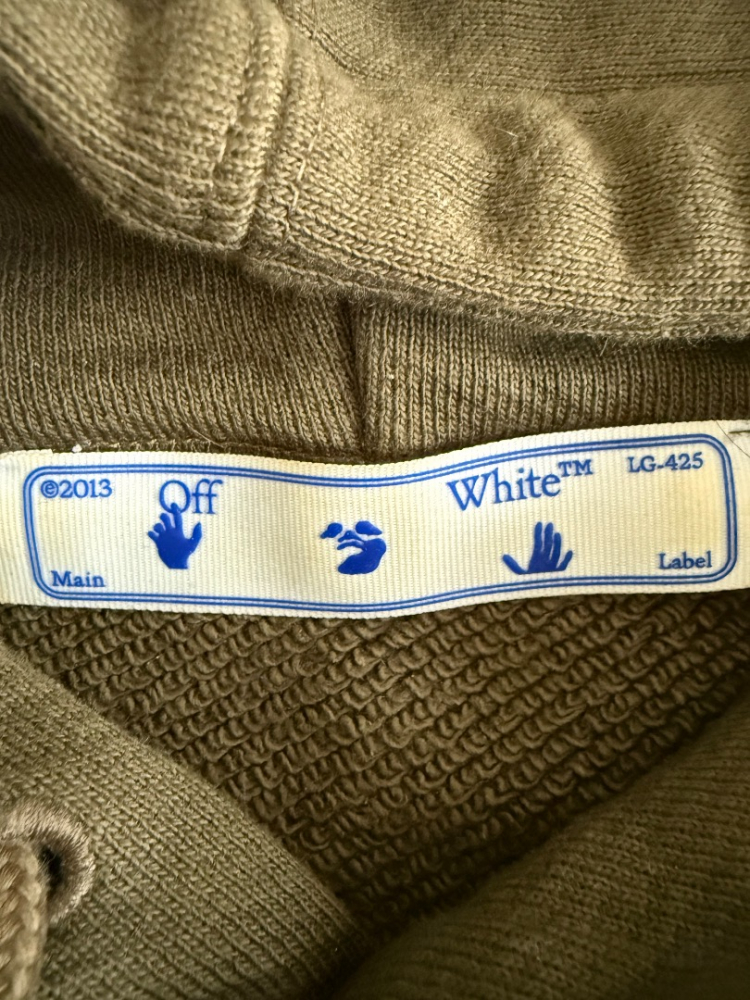 ©2013
Off
White™
LG-425
Main
Label